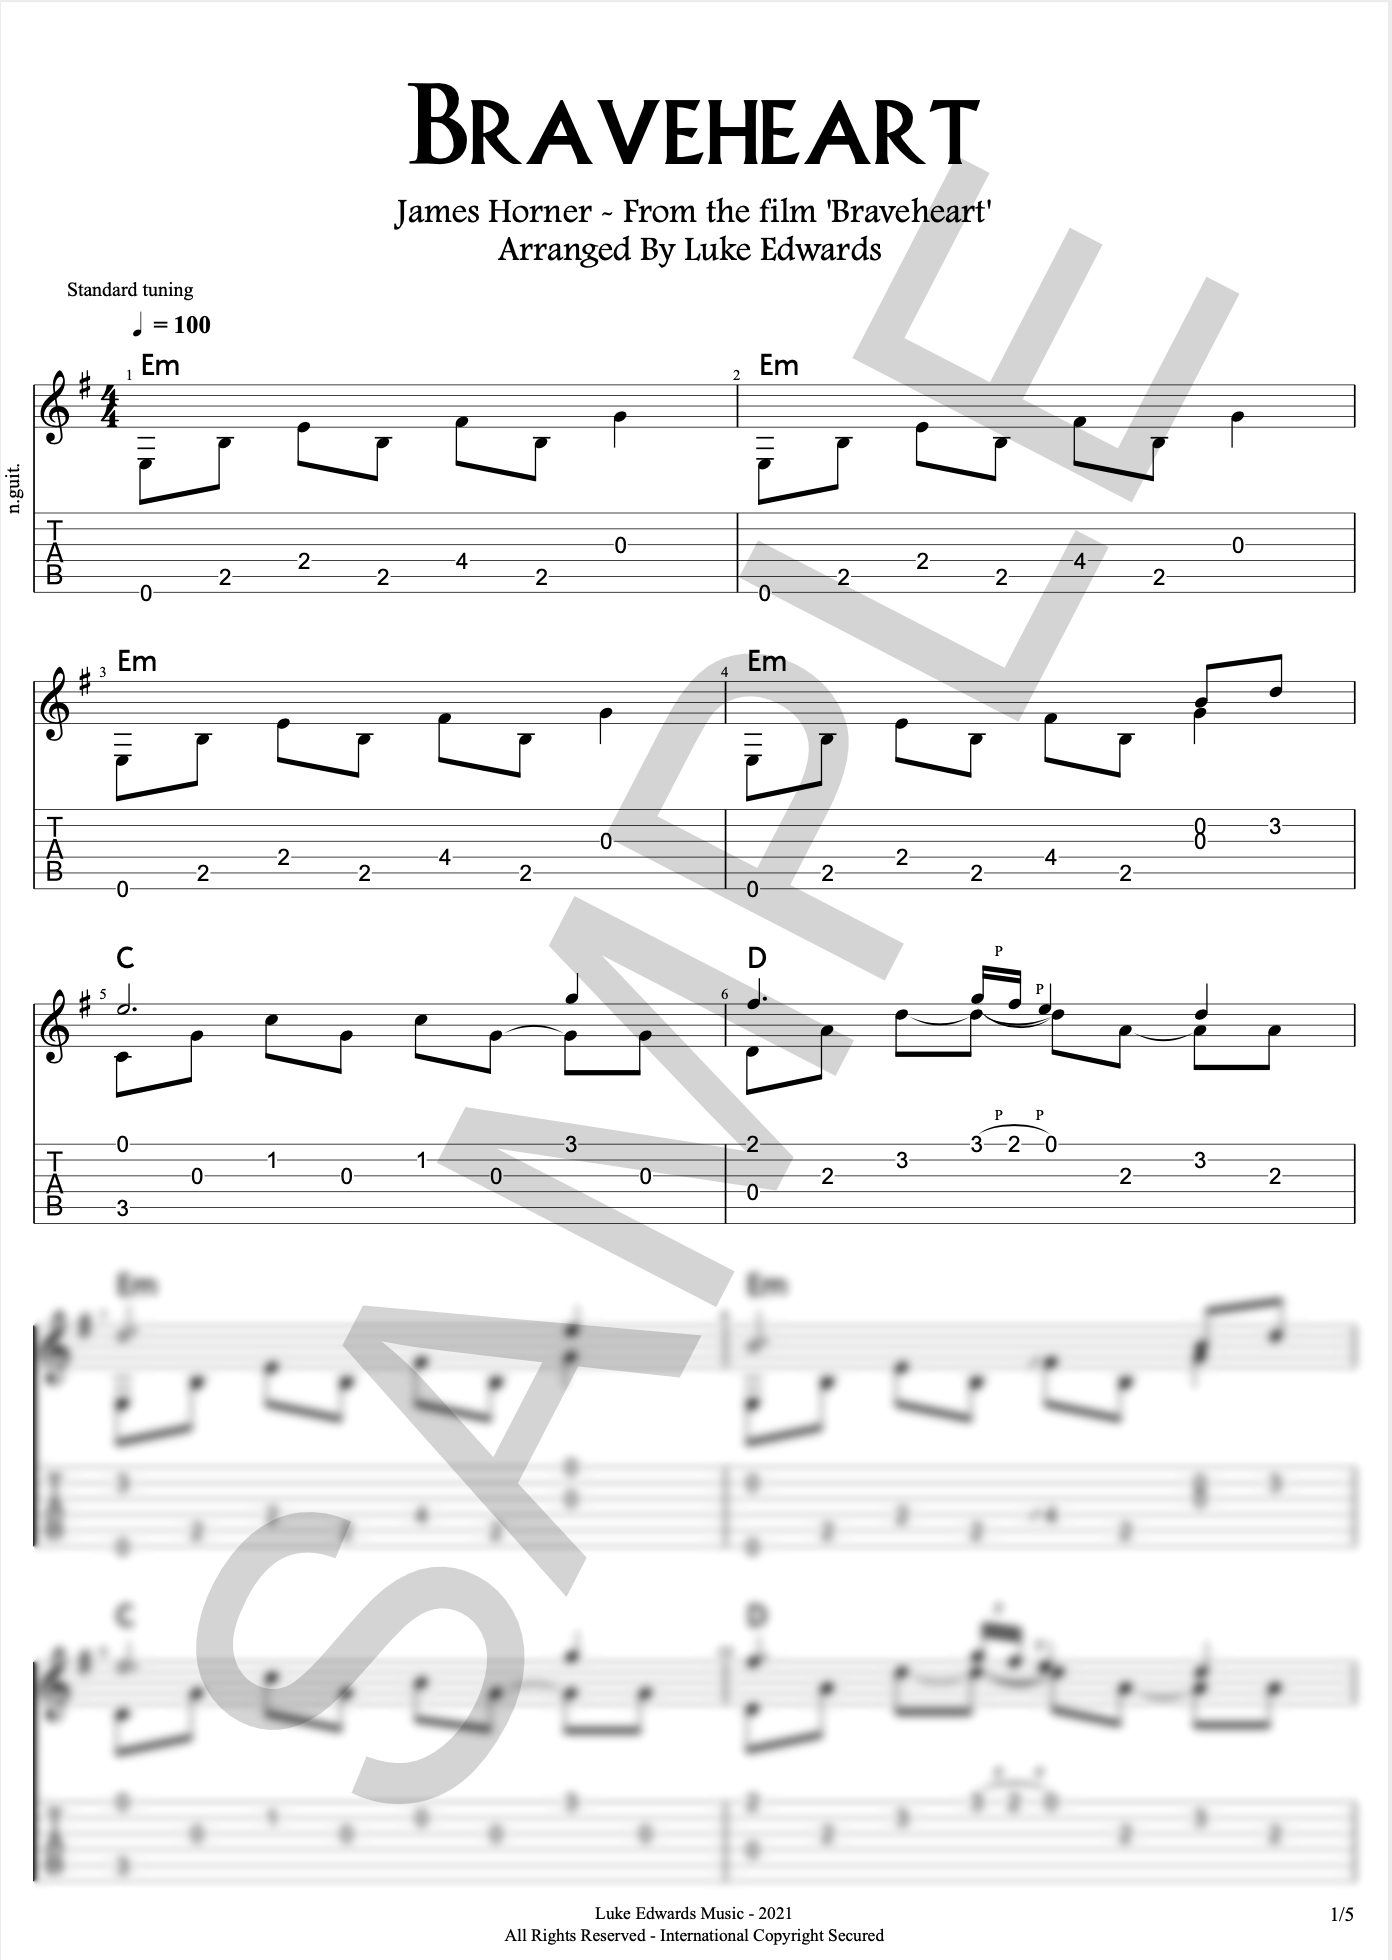 BRAVEHEART
James Horner ~ From the film 'Braveheart'
Arranged By Luke Edwards
Standard tuning
♩ = 100
Em Em
1 2
4
4
n.guit.
T
A
B
0 2 2 2 4 2 0 0 2 2 2 4 2 0
Em Em
3 4
T
A
B
0 2 2 2 4 2 0 0 2 2 2 4 2 0 0 3
C D
5 6
P P
P P
T
A
B
0 3 0 1 0 1 0 3 0 2 0 2 3 3 2 0 2 3 2
Em Em
C D
SAMPLE
Luke Edwards Music - 2021
All Rights Reserved - International Copyright Secured
1/5